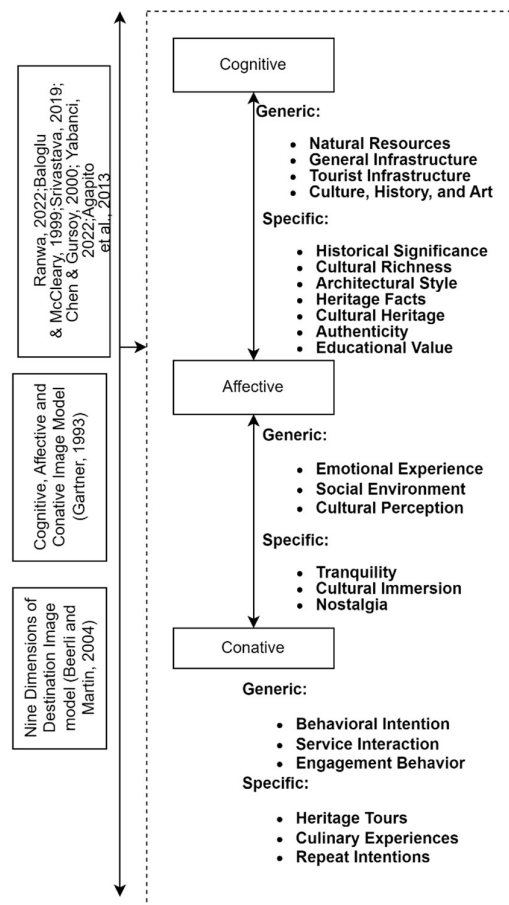 Ranwa, 2022;Baloglu
& McCleary, 1999;Srivastava, 2019;
Chen & Gursoy, 2000; Yabanci,
2022;Agapito
et al., 2013
Cognitive, Affective and
Conative Image Model
(Gartner, 1993)
Nine Dimensions of
Destination Image
model (Beerli and
Martin, 2004)
Cognitive
Generic:
• Natural Resources
• General Infrastructure
• Tourist Infrastructure
• Culture, History, and Art
Specific:
• Historical Significance
• Cultural Richness
• Architectural Style
• Heritage Facts
• Cultural Heritage
• Authenticity
• Educational Value
Affective
Generic:
• Emotional Experience
• Social Environment
• Cultural Perception
Specific:
• Tranquility
• Cultural Immersion
• Nostalgia
Conative
Generic:
• Behavioral Intention
• Service Interaction
• Engagement Behavior
Specific:
• Heritage Tours
• Culinary Experiences
• Repeat Intentions